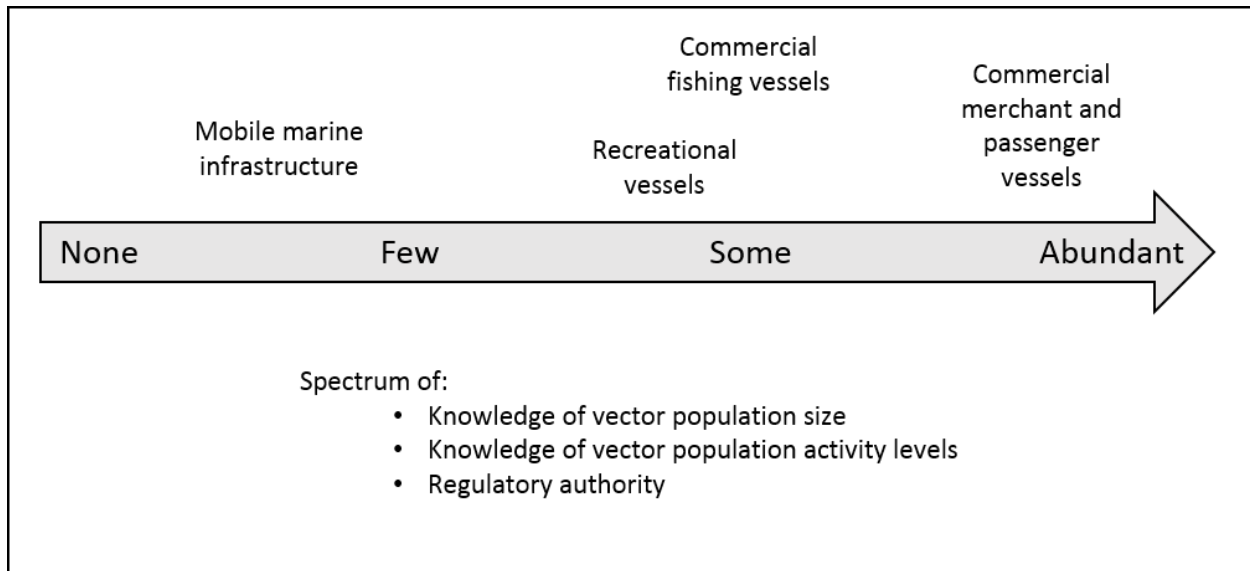 Commercial
fishing vessels
Commercial
merchant and
passenger
vessels
Mobile marine
infrastructure
Recreational
vessels
None Few Some Abundant
Spectrum of:
• Knowledge of vector population size
• Knowledge of vector population activity levels
• Regulatory authority